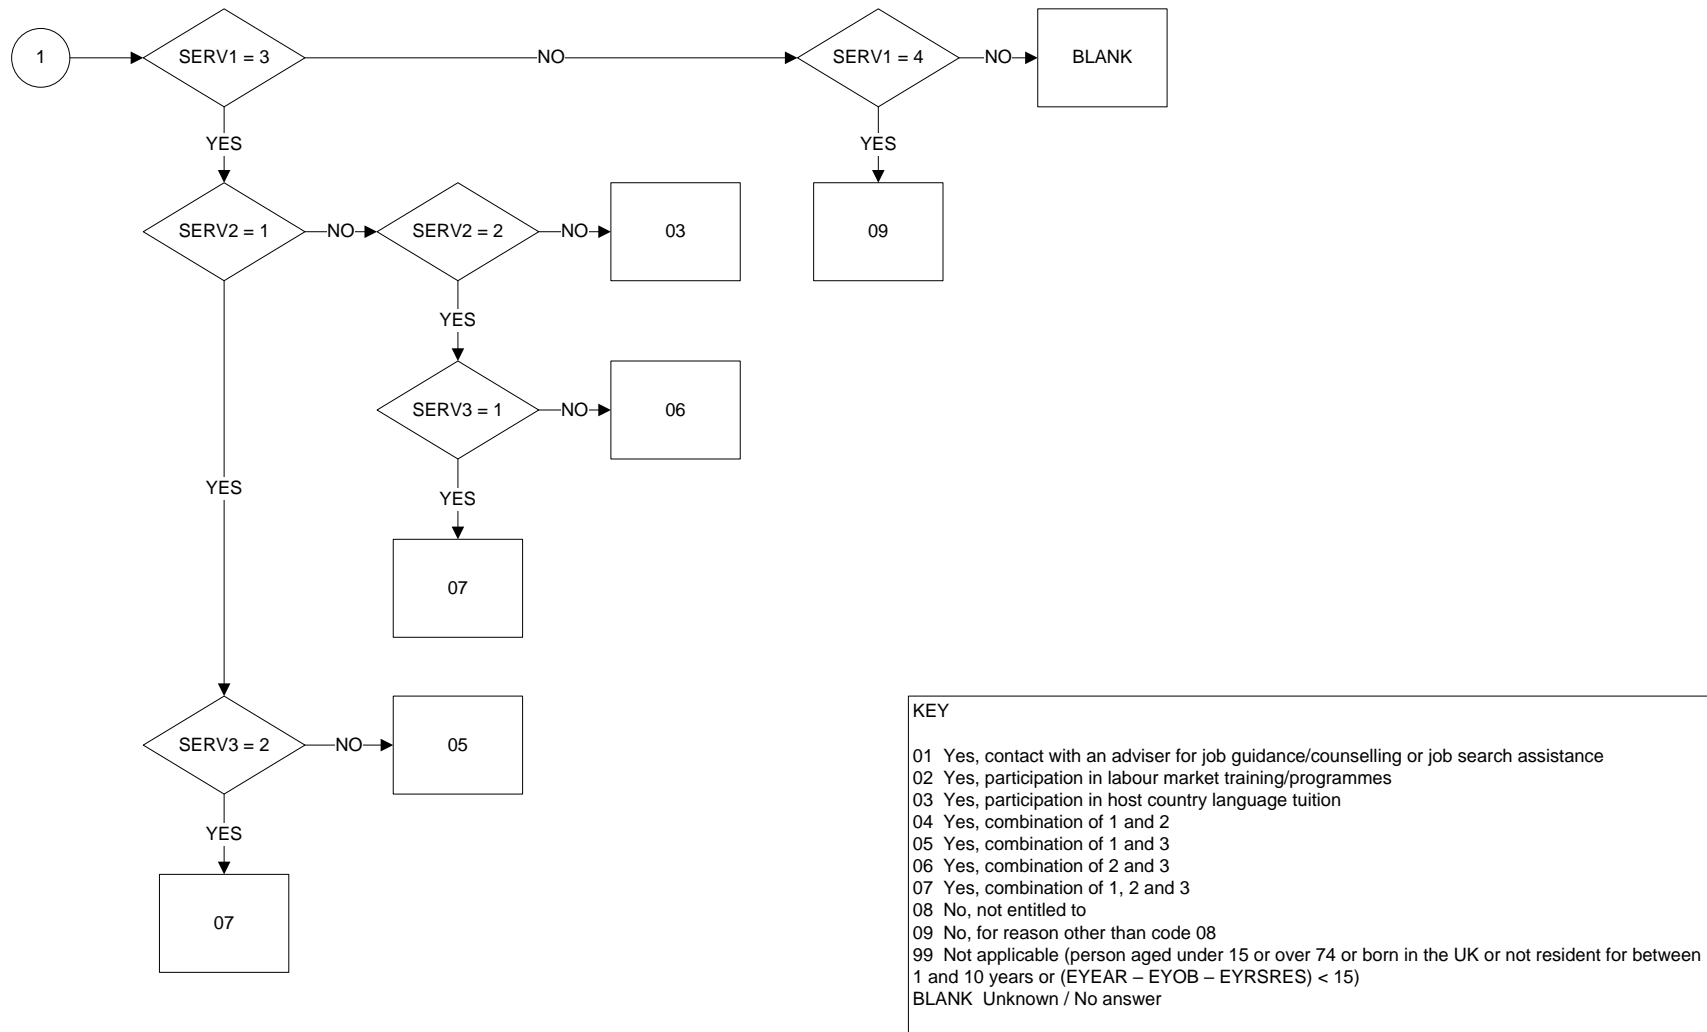 1
SERV1 = 3
NO
SERV1 = 4
NO
BLANK
YES
YES
SERV2 = 1
NO
SERV2 = 2
NO
03
09
YES
SERV3 = 1
NO
06
YES
YES
07
SERV3 = 2
NO
05
YES
07
KEY
01 Yes, contact with an adviser for job guidance/counselling or job search assistance
02 Yes, participation in labour market training/programmes
03 Yes, participation in host country language tuition
04 Yes, combination of 1 and 2
05 Yes, combination of 1 and 3
06 Yes, combination of 2 and 3
07 Yes, combination of 1, 2 and 3
08 No, not entitled to
09 No, for reason other than code 08
99 Not applicable (person aged under 15 or over 74 or born in the UK or not resident for between
1 and 10 years or (EYEAR – EYOB – EYRSRES) < 15)
BLANK Unknown / No answer